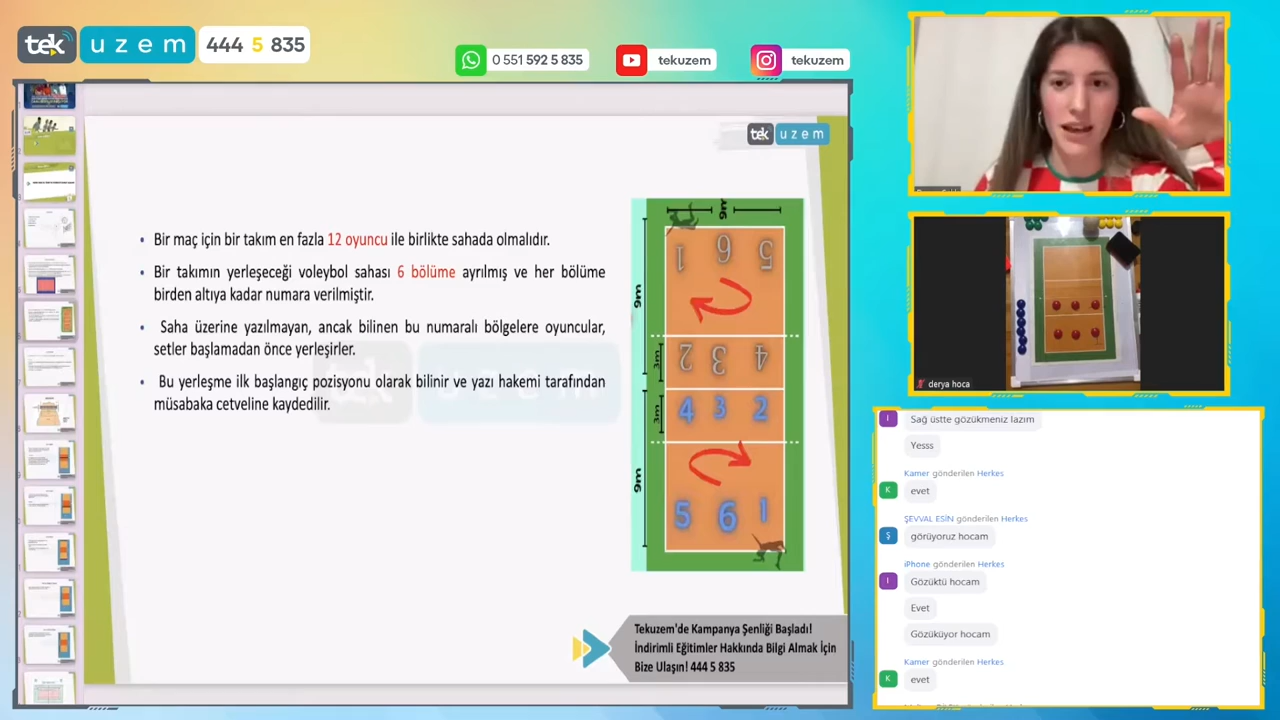 tek
uzem
444 5 835
0 551 592 5 835
tekuzem
tekuzem
tek uzem
• Bir maç için bir takım en fazla 12 oyuncu ile birlikte sahada olmalıdır.
• Bir takımın yerleşeceği voleybol sahası 6 bölüme ayrılmış ve her bölüme
birden altıya kadar numara verilmiştir.
• Saha üzerine yazılmayan, ancak bilinen bu numaralı bölgelere oyuncular,
setler başlamadan önce yerleşirler.
• Bu yerleşme ilk başlangıç pozisyonu olarak bilinir ve yazı hakemi tarafından
müsabaka cetveline kaydedilir.
9m
1 6 5
9m
2 3 4
3m
4 3 2
3m
9m
5 6 1
Tekuzem'de Kampanya Şenliği Başladı!
İndirimli Eğitimler Hakkında Bilgi Almak İçin
Bize Ulaşın! 444 5 835
derya hoca
I
Sağ üstte gözükmeniz lazım
Yesss
Kamer gönderilen Herkes
K
evet
ŞEVVAL ESİN gönderilen Herkes
Ş
görüyoruz hocam
iPhone gönderilen Herkes
I
Gözüktü hocam
Evet
Gözüküyor hocam
Kamer gönderilen Herkes
K
evet